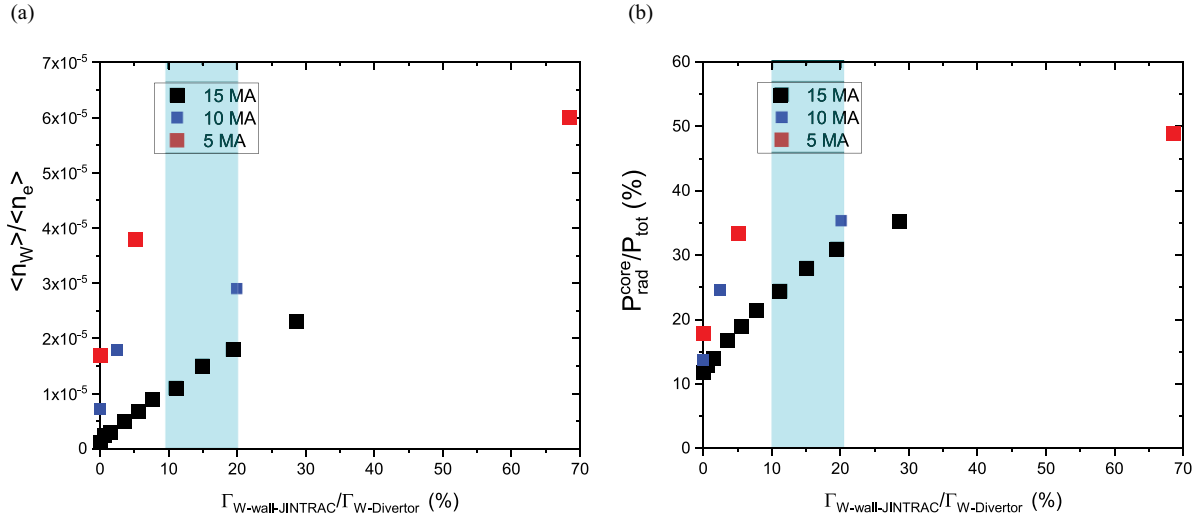 (a)
7x10⁻⁵
6x10⁻⁵
5x10⁻⁵
4x10⁻⁵
3x10⁻⁵
2x10⁻⁵
1x10⁻⁵
0
<n_W>/<n_e>
15 MA
10 MA
5 MA
0 10 20 30 40 50 60 70
Γ_W-wall-JINTRAC/Γ_W-Divertor (%)
(b)
60
50
40
30
20
10
0
P_rad^core/P_tot (%)
15 MA
10 MA
5 MA
0 10 20 30 40 50 60 70
Γ_W-wall-JINTRAC/Γ_W-Divertor (%)